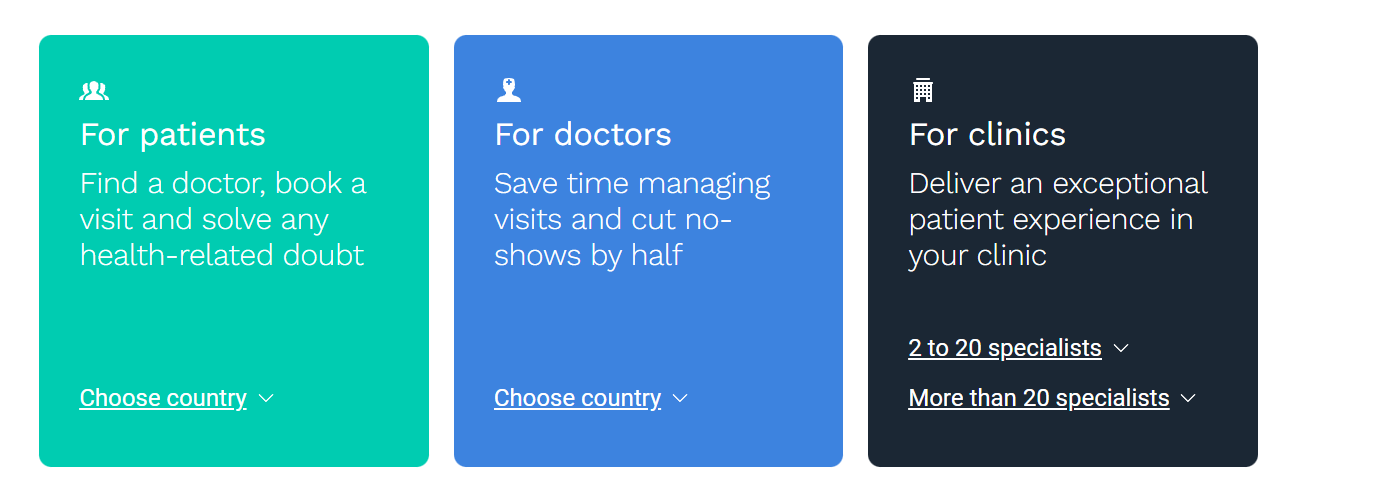 For patients
Find a doctor, book a
visit and solve any
health-related doubt
Choose country
For doctors
Save time managing
visits and cut no-
shows by half
Choose country
For clinics
Deliver an exceptional
patient experience in
your clinic
2 to 20 specialists
More than 20 specialists